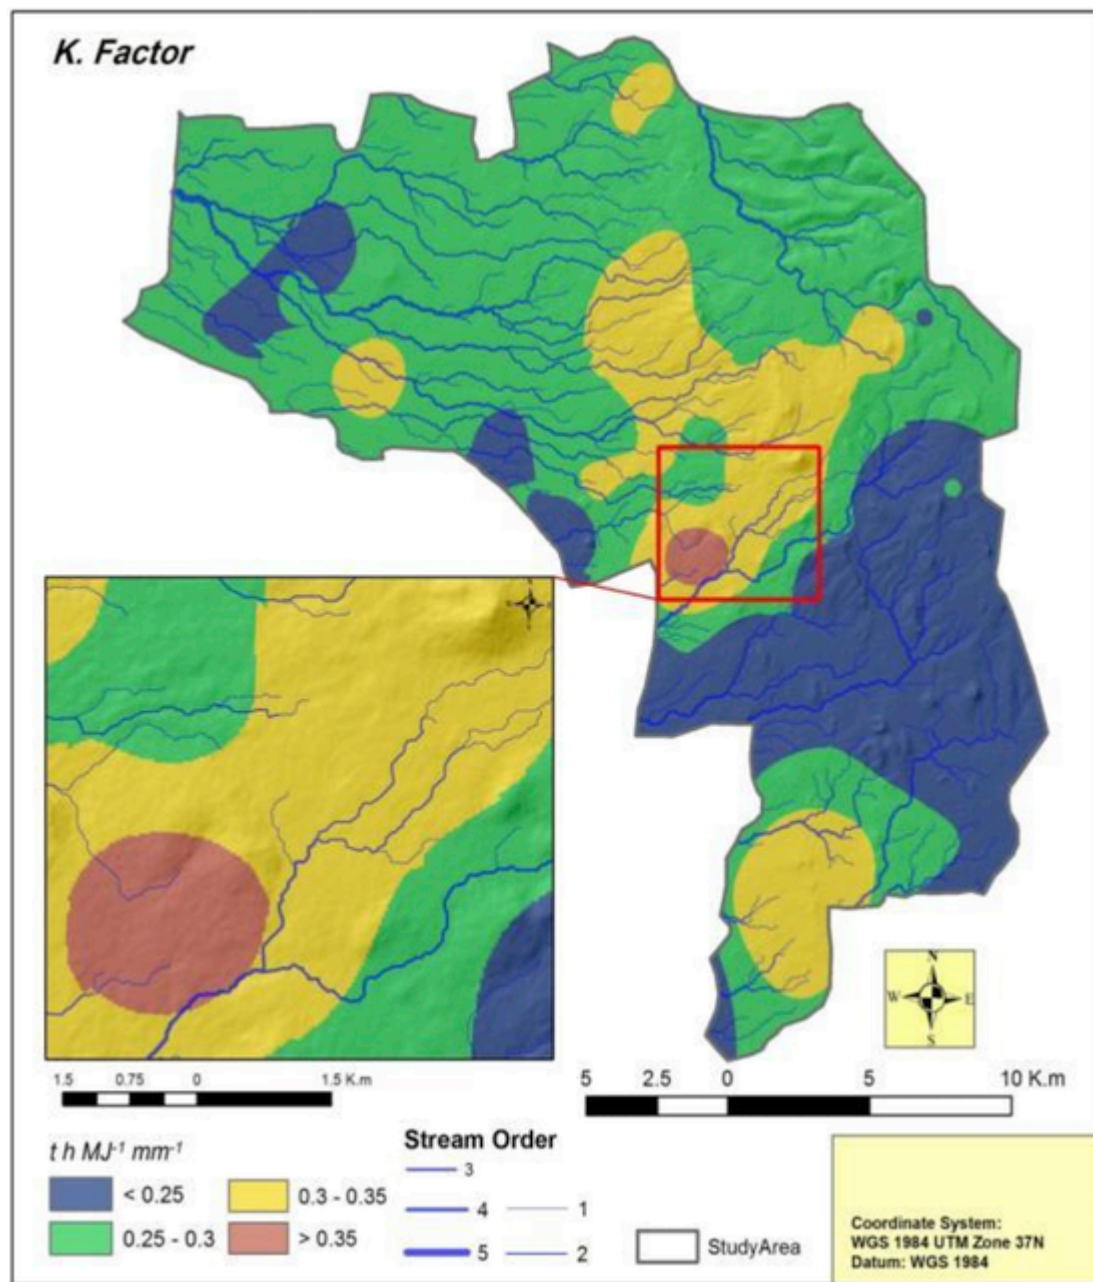 K. Factor
1.5 0.75 0 1.5 K.m
N
W E
S
5 2.5 0 5 10 K.m
t h MJ⁻¹ mm⁻¹
< 0.25
0.25 - 0.3
0.3 - 0.35
> 0.35
Stream Order
3
4
5
1
2
StudyArea
Coordinate System:
WGS 1984 UTM Zone 37N
Datum: WGS 1984